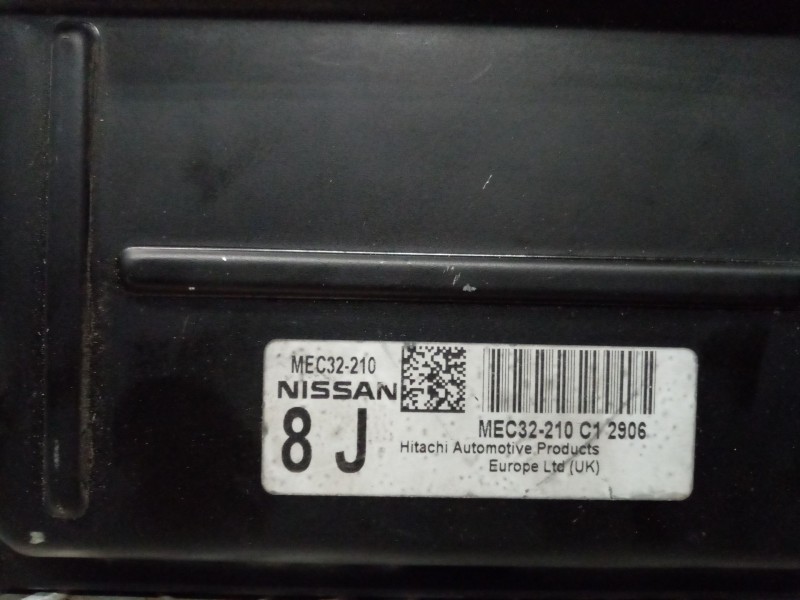 MEC32-210
NISSAN
8 J
MEC32-210 C1 2906
Hitachi Automotive Products
Europe Ltd (UK)